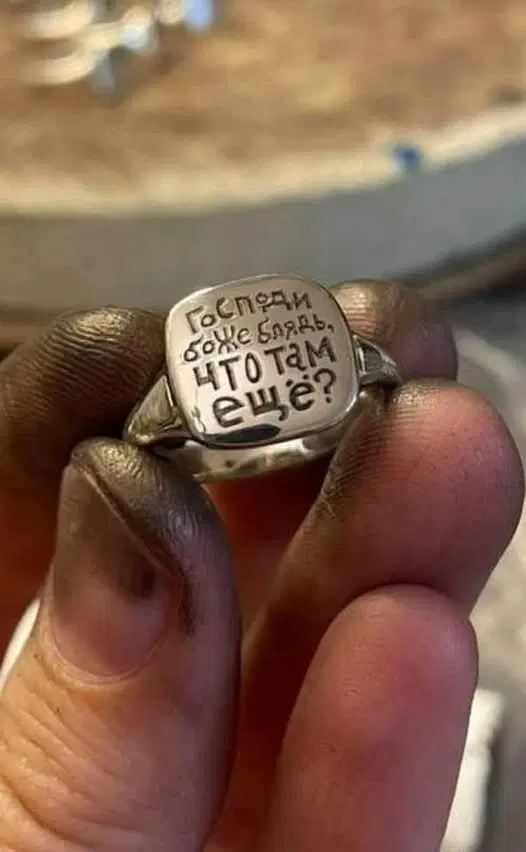 Господи
боже блядь,
что там
ещё?